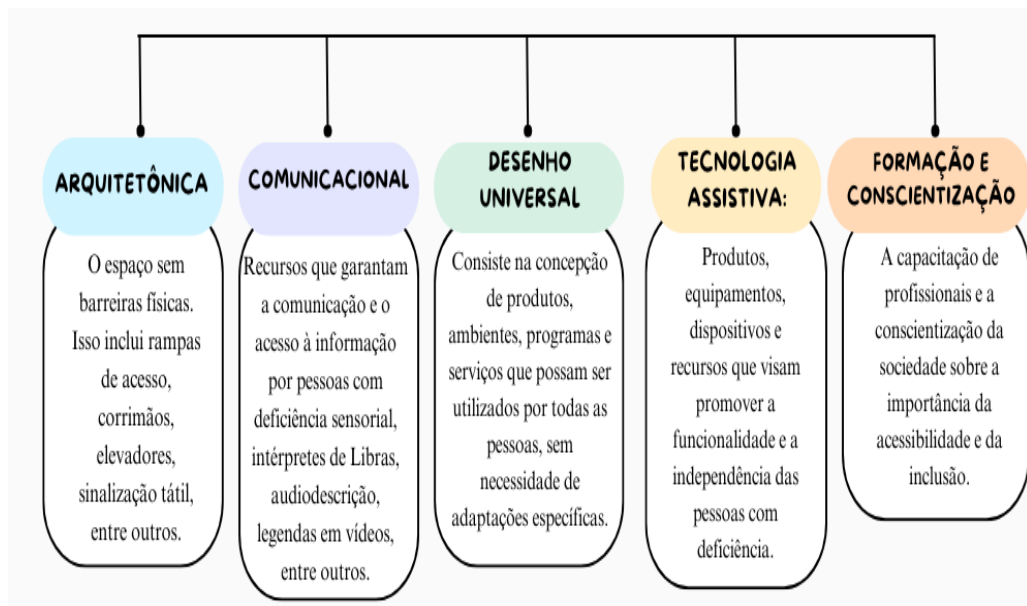 ARQUITETÔNICA
O espaço sem
barreiras físicas.
Isso inclui rampas
de acesso,
corrimãos,
elevadores,
sinalização tátil,
entre outros.
COMUNICACIONAL
Recursos que garantam
a comunicação e o
acesso à informação
por pessoas com
deficiência sensorial,
intérpretes de Libras,
audiodescrição,
legendas em vídeos,
entre outros.
DESENHO
UNIVERSAL
Consiste na concepção
de produtos,
ambientes, programas e
serviços que possam ser
utilizados por todas as
pessoas, sem
necessidade de
adaptações específicas.
TECNOLOGIA
ASSISTIVA:
Produtos,
equipamentos,
dispositivos e
recursos que visam
promover a
funcionalidade e a
independência das
pessoas com
deficiência.
FORMAÇÃO E
CONSCIENTIZAÇÃO
A capacitação de
profissionais e a
conscientização da
sociedade sobre a
importância da
acessibilidade e da
inclusão.